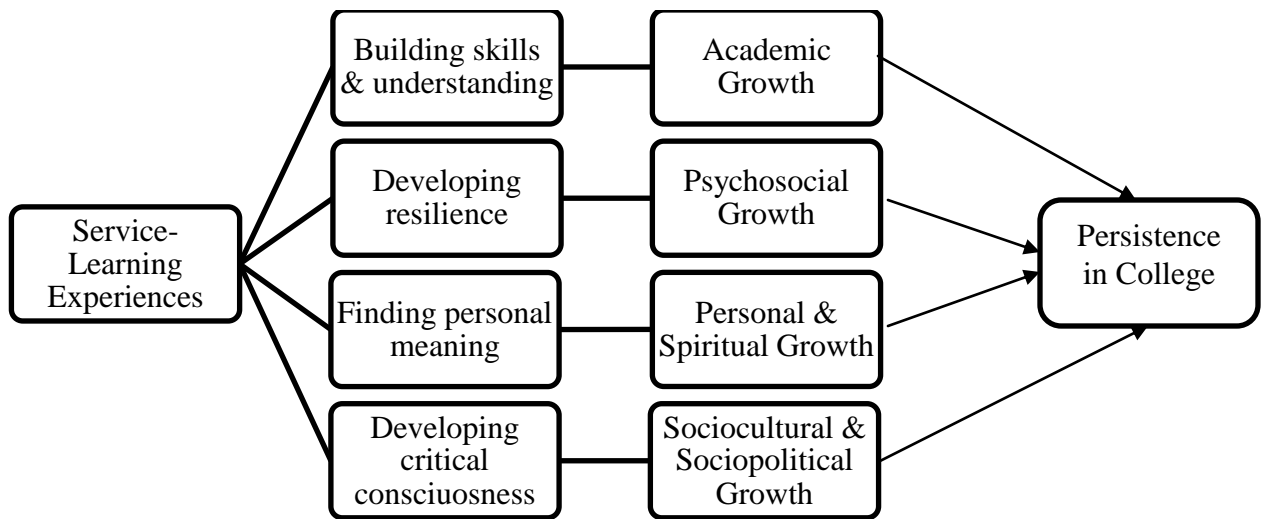 Building skills
& understanding
Academic
Growth
Developing
resilience
Psychosocial
Growth
Service-
Learning
Experiences
Persistence
in College
Finding personal
meaning
Personal &
Spiritual Growth
Developing
critical
consciuosness
Sociocultural &
Sociopolitical
Growth